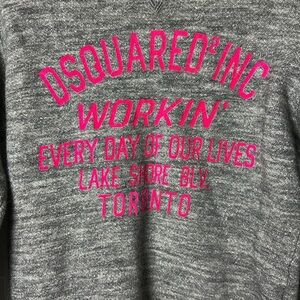 DSQUARED² INC
WORKIN'
EVERY DAY OF OUR LIVES
LAKE SHORE BLV.
TORONTO